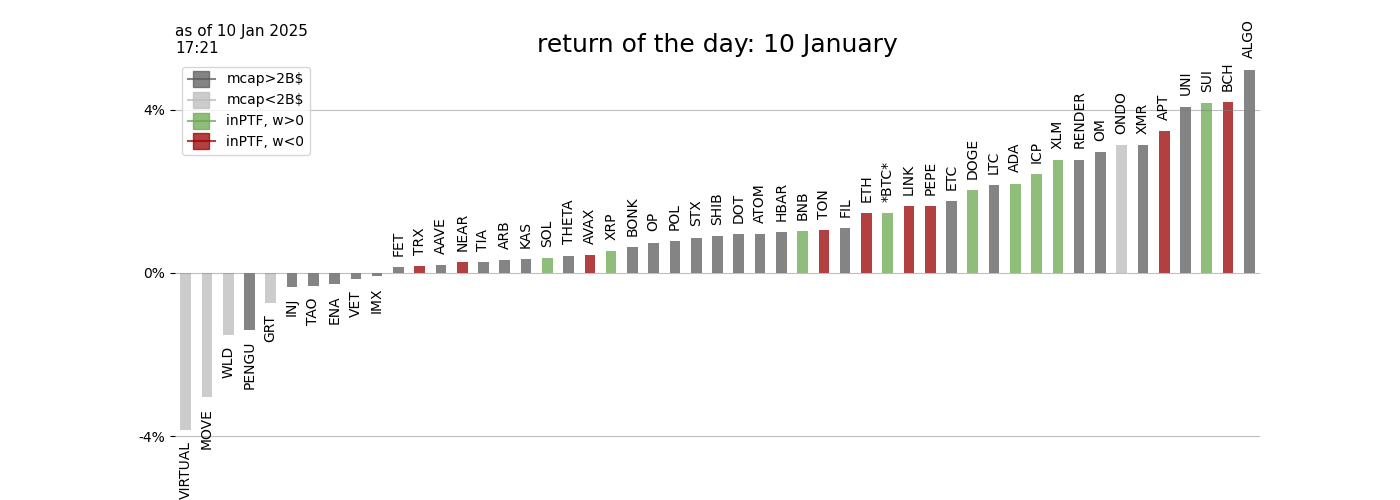 as of 10 Jan 2025
17:21
return of the day: 10 January
mcap>2B$
mcap<2B$
inPTF, w>0
inPTF, w<0
4%
0%
-4%
VIRTUAL
MOVE
WLD
PENGU
GRT
INJ
TAO
ENA
VET
IMX
FET
TRX
AAVE
NEAR
TIA
ARB
KAS
SOL
THETA
AVAX
XRP
BONK
OP
POL
STX
SHIB
DOT
ATOM
HBAR
BNB
TON
FIL
ETH
*BTC*
LINK
PEPE
ETC
DOGE
LTC
ADA
ICP
XLM
RENDER
OM
ONDO
XMR
APT
UNI
SUI
BCH
ALGO